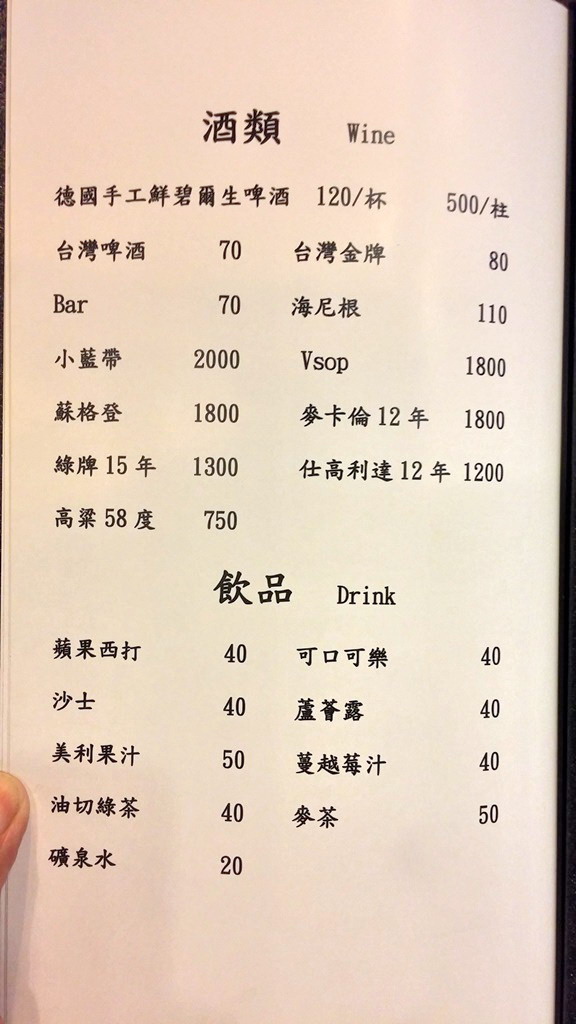 酒類 Wine
德國手工鮮碧爾生啤酒 120/杯 500/柱
台灣啤酒 70 台灣金牌 80
Bar 70 海尼根 110
小藍帶 2000 Vsop 1800
蘇格登 1800 麥卡倫 12 年 1800
綠牌 15 年 1300 仕高利達 12 年 1200
高粱 58 度 750
飲品 Drink
蘋果西打 40 可口可樂 40
沙士 40 蘆薈露 40
美利果汁 50 蔓越莓汁 40
油切綠茶 40 麥茶 50
礦泉水 20